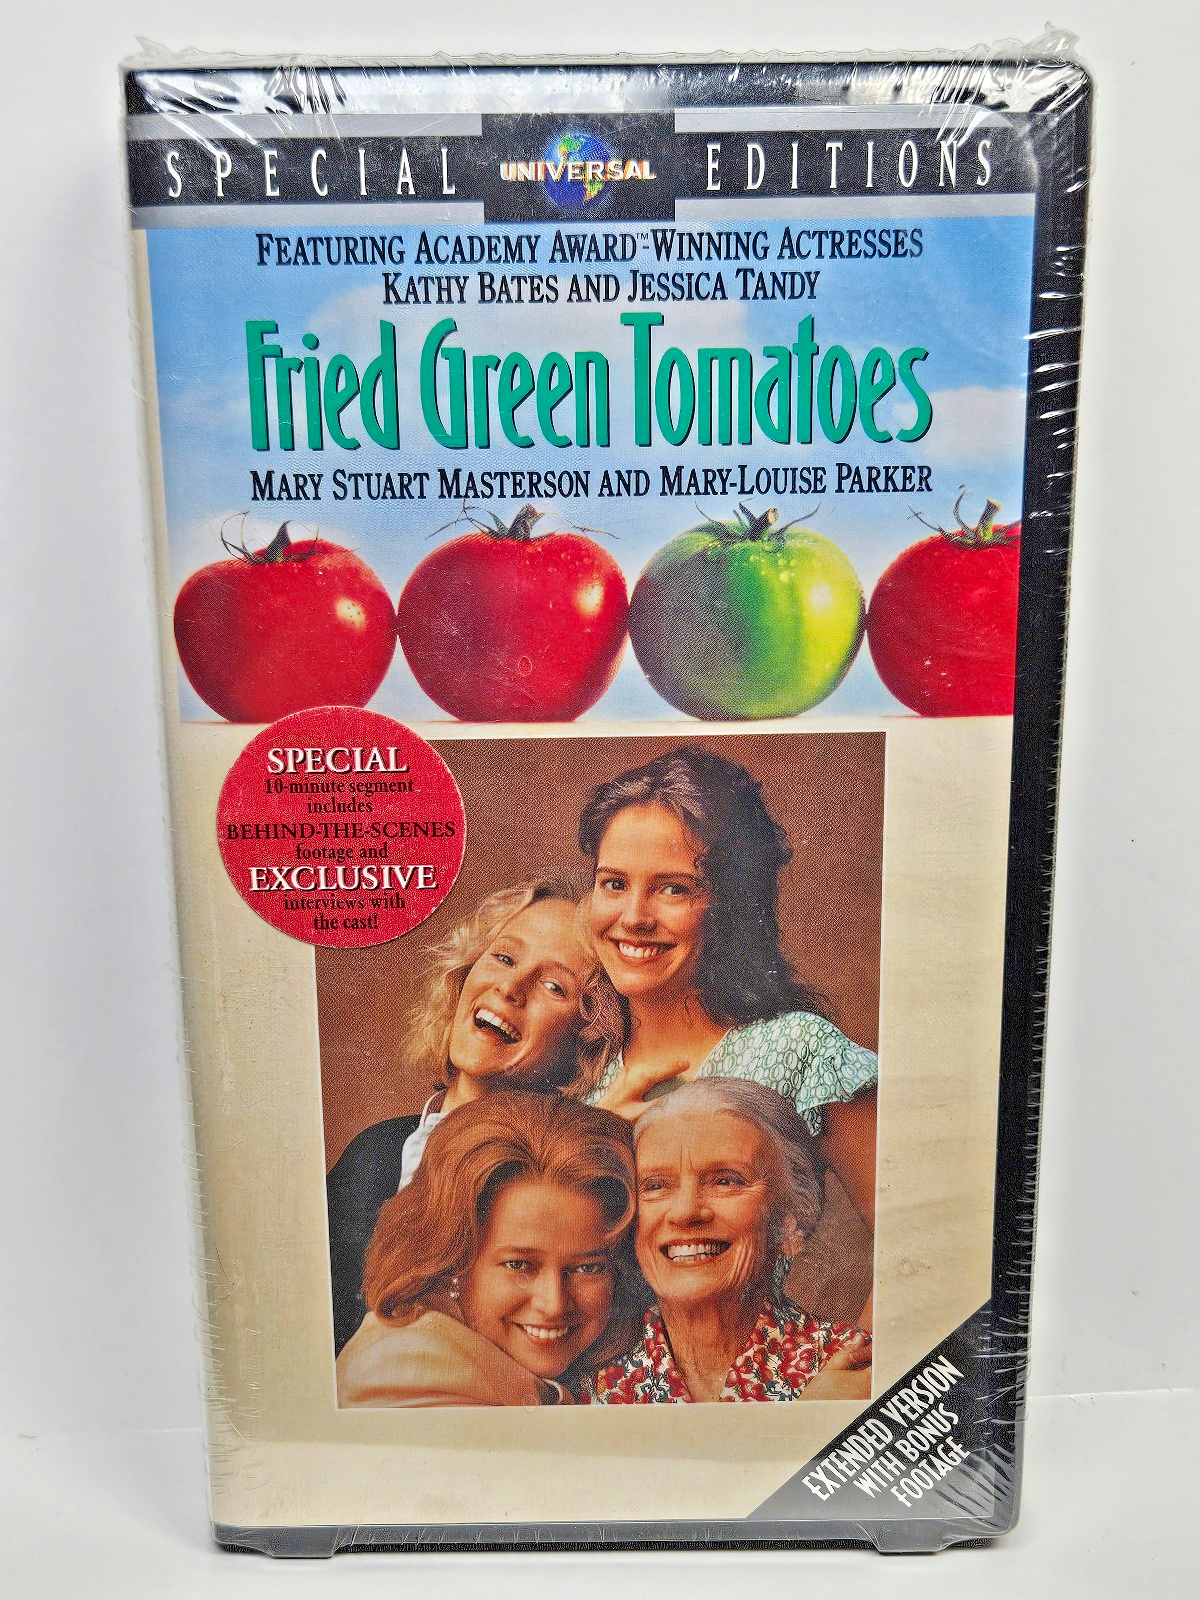 SPECIAL UNIVERSAL EDITIONS
FEATURING ACADEMY AWARD™-WINNING ACTRESSES
KATHY BATES AND JESSICA TANDY
Fried Green Tomatoes
MARY STUART MASTERSON AND MARY-LOUISE PARKER
SPECIAL
10-minute segment
includes
BEHIND-THE-SCENES
footage and
EXCLUSIVE
interviews with
the cast!
EXTENDED VERSION
WITH BONUS
FOOTAGE